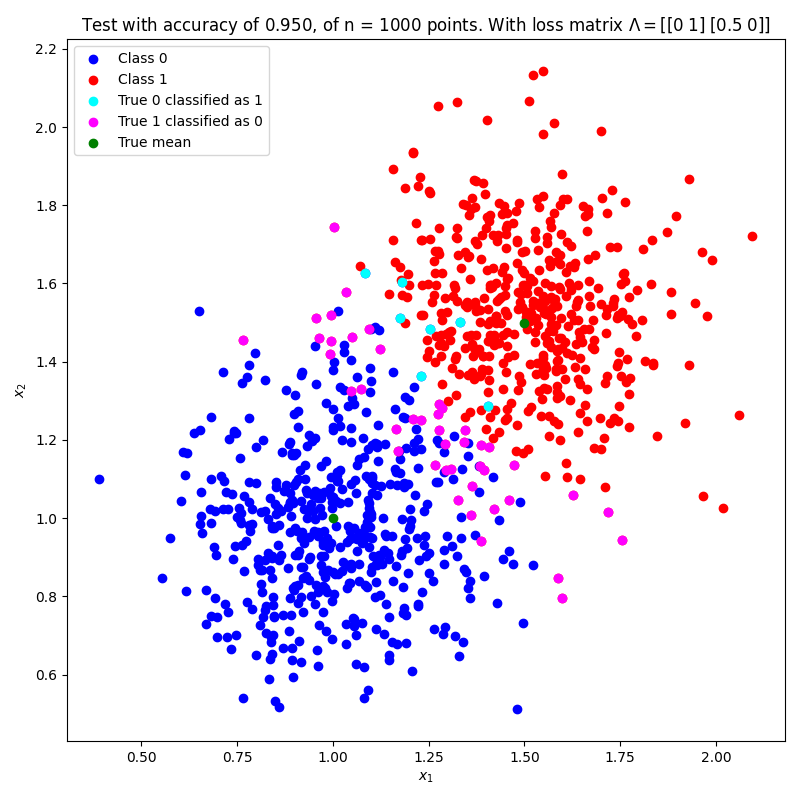 Test with accuracy of 0.950, of n = 1000 points. With loss matrix Λ = [[0 1] [0.5 0]]
Class 0
Class 1
True 0 classified as 1
True 1 classified as 0
True mean
2.2
2.0
1.8
1.6
1.4
1.2
1.0
0.8
0.6
x₂
0.50 0.75 1.00 1.25 1.50 1.75 2.00
x₁